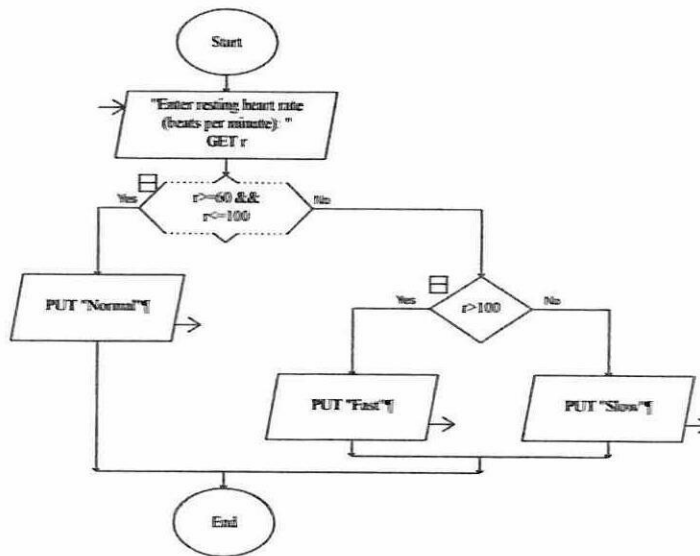 Start
"Enter resting heart rate
(beats per minute): "
GET r
Yes
r>=60 &&
r<=100
No
PUT "Normal"¶
Yes
r>100
No
PUT "Fast"¶
PUT "Slow"¶
End